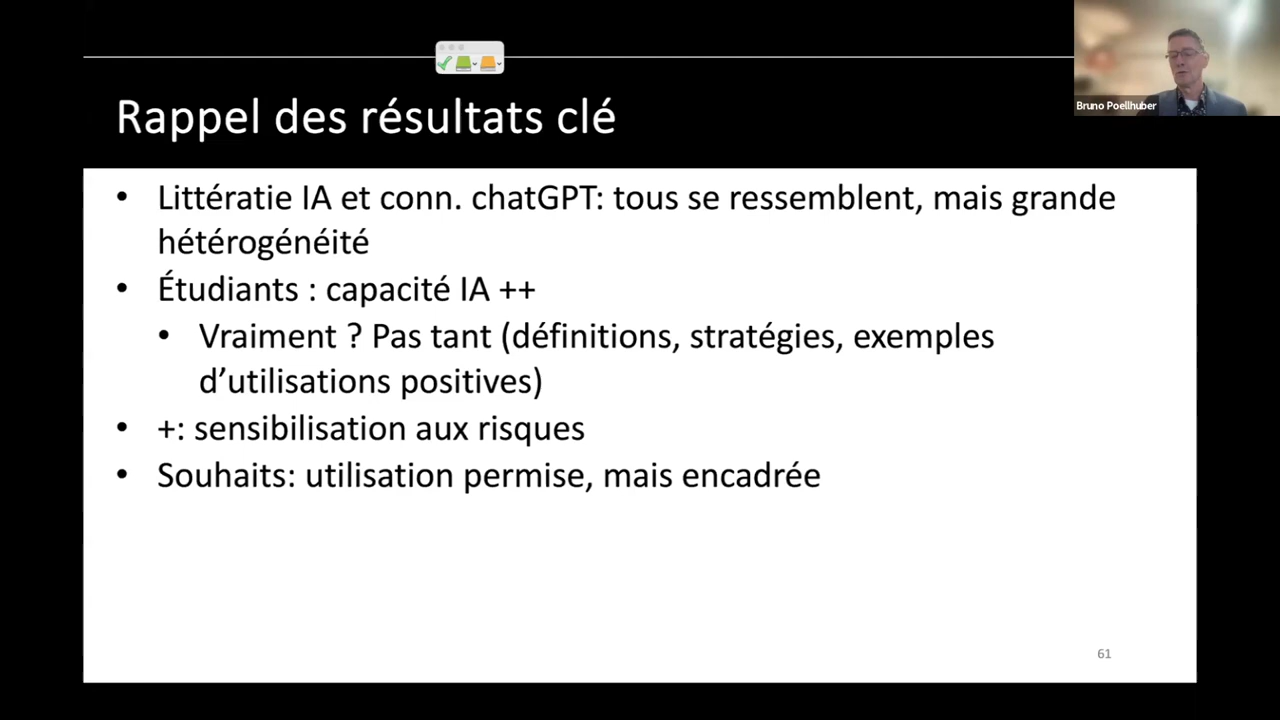 Bruno Poellhuber
Rappel des résultats clé
• Littératie IA et conn. chatGPT: tous se ressemblent, mais grande
hétérogénéité
• Étudiants : capacité IA ++
• Vraiment ? Pas tant (définitions, stratégies, exemples
d’utilisations positives)
• +: sensibilisation aux risques
• Souhaits: utilisation permise, mais encadrée
61